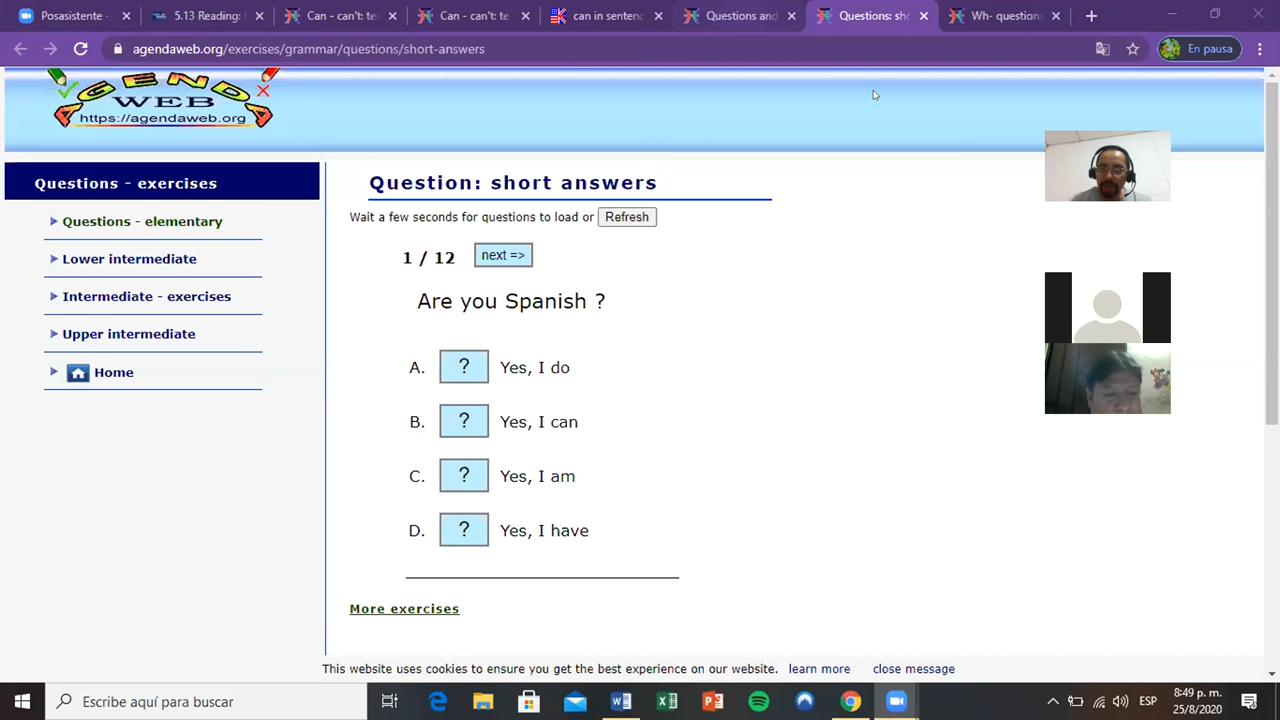 Posasistente -
5.13 Reading:
Can - can't: te
Can - can't: te
can in senten
Questions and
Questions: sh
Wh- questions
agendaweb.org/exercises/grammar/questions/short-answers
En pausa
AGENDA
WEB
https://agendaweb.org
Questions - exercises
Questions - elementary
Lower intermediate
Intermediate - exercises
Upper intermediate
Home
Question: short answers
Wait a few seconds for questions to load or Refresh
1 / 12 next =>
Are you Spanish ?
A. ? Yes, I do
B. ? Yes, I can
C. ? Yes, I am
D. ? Yes, I have
More exercises
This website uses cookies to ensure you get the best experience on our website. learn more close message
Escribe aquí para buscar
ESP
8:49 p. m.
25/8/2020